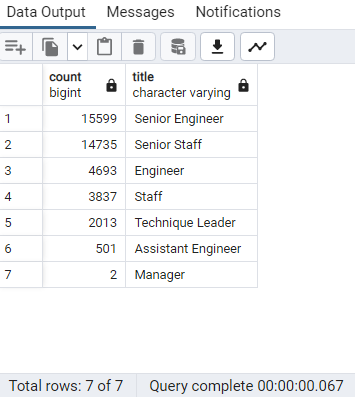 Data Output Messages Notifications
count title
bigint character varying
1 15599 Senior Engineer
2 14735 Senior Staff
3 4693 Engineer
4 3837 Staff
5 2013 Technique Leader
6 501 Assistant Engineer
7 2 Manager
Total rows: 7 of 7 Query complete 00:00:00.067